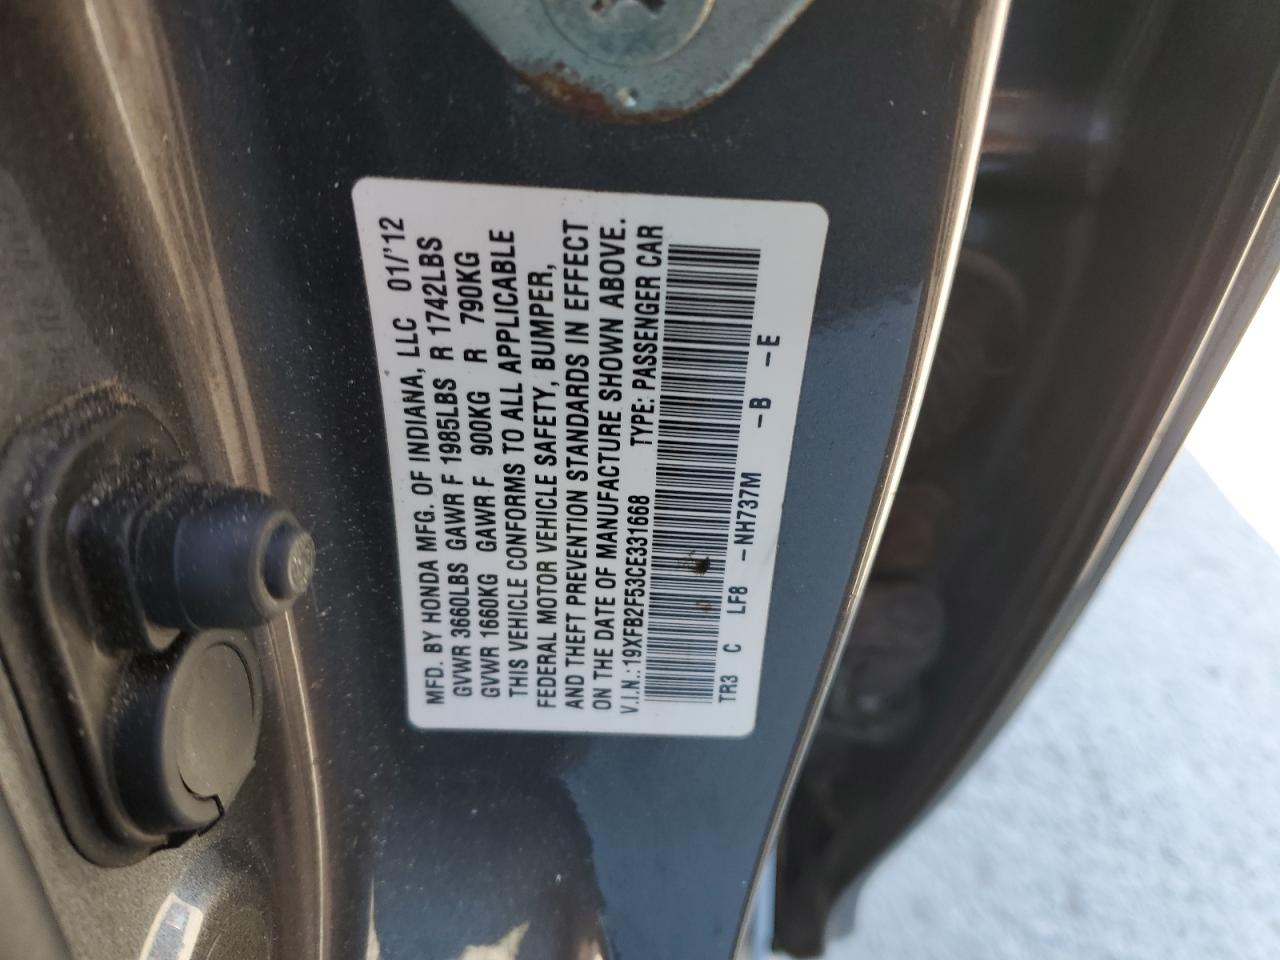 MFD. BY HONDA MFG. OF INDIANA, LLC 01/'12
GVWR 3660LBS GAWR F 1985LBS R 1742LBS
GVWR 1660KG GAWR F 900KG R 790KG
THIS VEHICLE CONFORMS TO ALL APPLICABLE
FEDERAL MOTOR VEHICLE SAFETY, BUMPER,
AND THEFT PREVENTION STANDARDS IN EFFECT
ON THE DATE OF MANUFACTURE SHOWN ABOVE.
V.I.N.:19XFB2F53CE331668 TYPE: PASSENGER CAR
TR3 C LF8 -NH737M -B -E